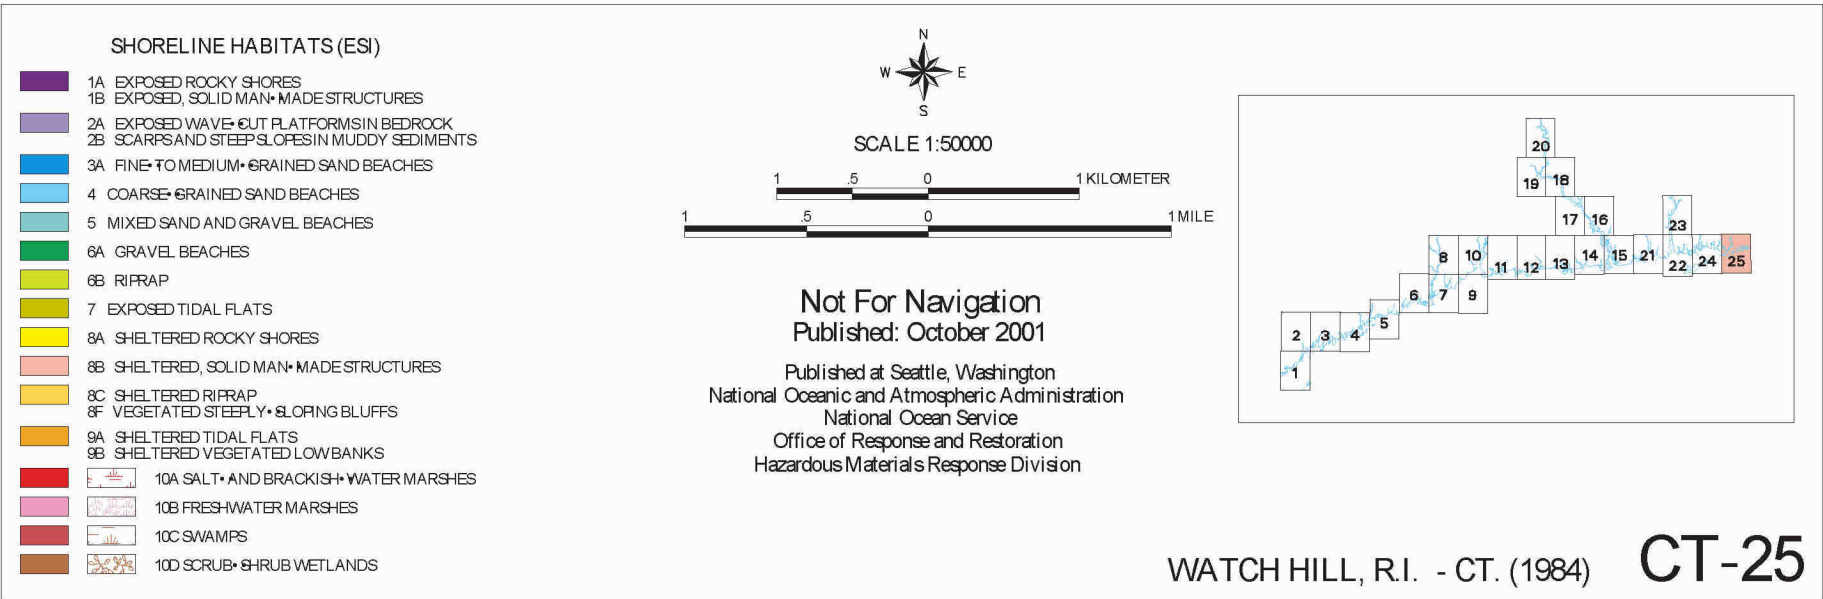 SHORELINE HABITATS (ESI)
1A EXPOSED ROCKY SHORES
1B EXPOSED, SOLID MAN•MADE STRUCTURES
2A EXPOSED WAVE•CUT PLATFORMS IN BEDROCK
2B SCARPS AND STEEP SLOPES IN MUDDY SEDIMENTS
3A FINE•TO MEDIUM•GRAINED SAND BEACHES
4 COARSE•GRAINED SAND BEACHES
5 MIXED SAND AND GRAVEL BEACHES
6A GRAVEL BEACHES
6B RIPRAP
7 EXPOSED TIDAL FLATS
8A SHELTERED ROCKY SHORES
8B SHELTERED, SOLID MAN•MADE STRUCTURES
8C SHELTERED RIPRAP
8F VEGETATED STEEPLY•SLOPING BLUFFS
9A SHELTERED TIDAL FLATS
9B SHELTERED VEGETATED LOW BANKS
10A SALT•AND BRACKISH•WATER MARSHES
10B FRESHWATER MARSHES
10C SWAMPS
10D SCRUB•SHRUB WETLANDS
N
W E
S
SCALE 1:50000
1 .5 0 1 KILOMETER
1 .5 0 1 MILE
Not For Navigation
Published: October 2001
Published at Seattle, Washington
National Oceanic and Atmospheric Administration
National Ocean Service
Office of Response and Restoration
Hazardous Materials Response Division
20
19 18
17 16 23
8 10 11 12 13 14 15 21 22 24 25
6 7 9
2 3 4 5
1
WATCH HILL, R.I. - CT. (1984) CT-25